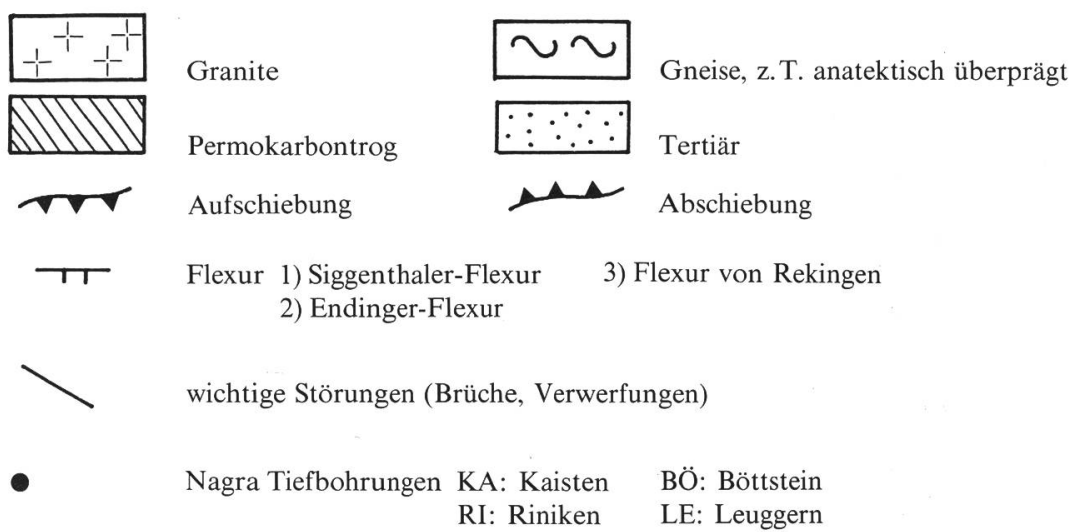 Granite
Gneise, z.T. anatektisch überprägt
Permokarbontrog
Tertiär
Aufschiebung
Abschiebung
Flexur 1) Siggenthaler-Flexur 3) Flexur von Rekingen
2) Endinger-Flexur
wichtige Störungen (Brüche, Verwerfungen)
Nagra Tiefbohrungen KA: Kaisten BÖ: Böttstein
RI: Riniken LE: Leuggern